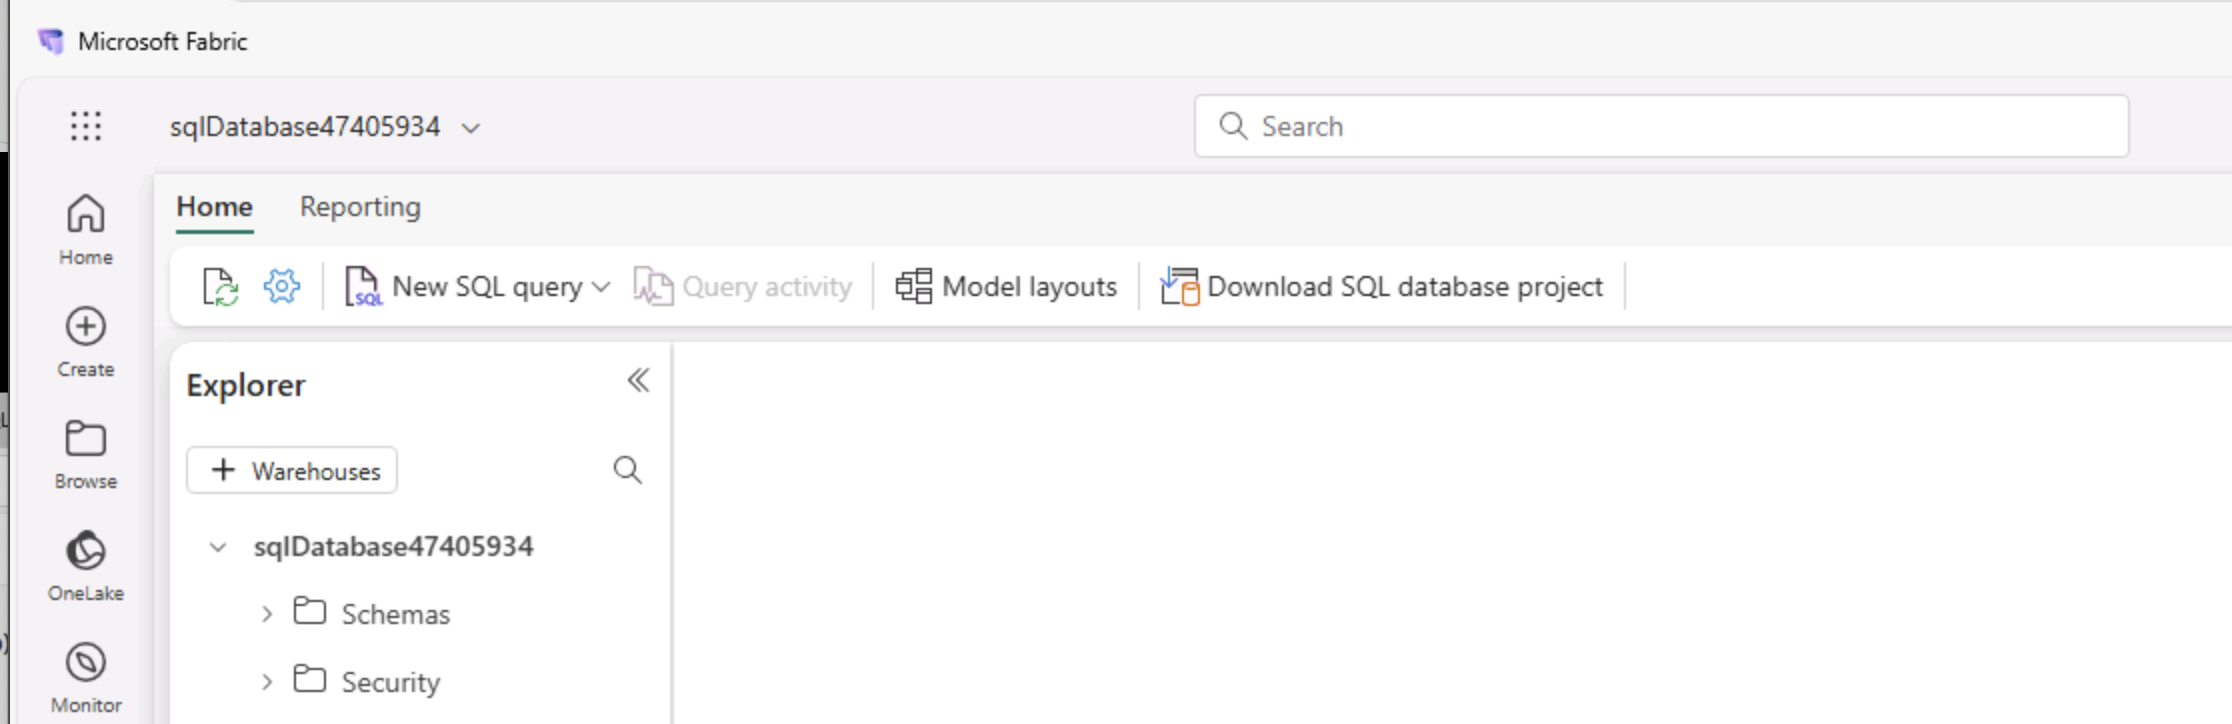 Microsoft Fabric
sqlDatabase47405934
Search
Home Reporting
New SQL query Query activity Model layouts Download SQL database project
Home
Create
Browse
OneLake
Monitor
Explorer
+ Warehouses
sqlDatabase47405934
Schemas
Security